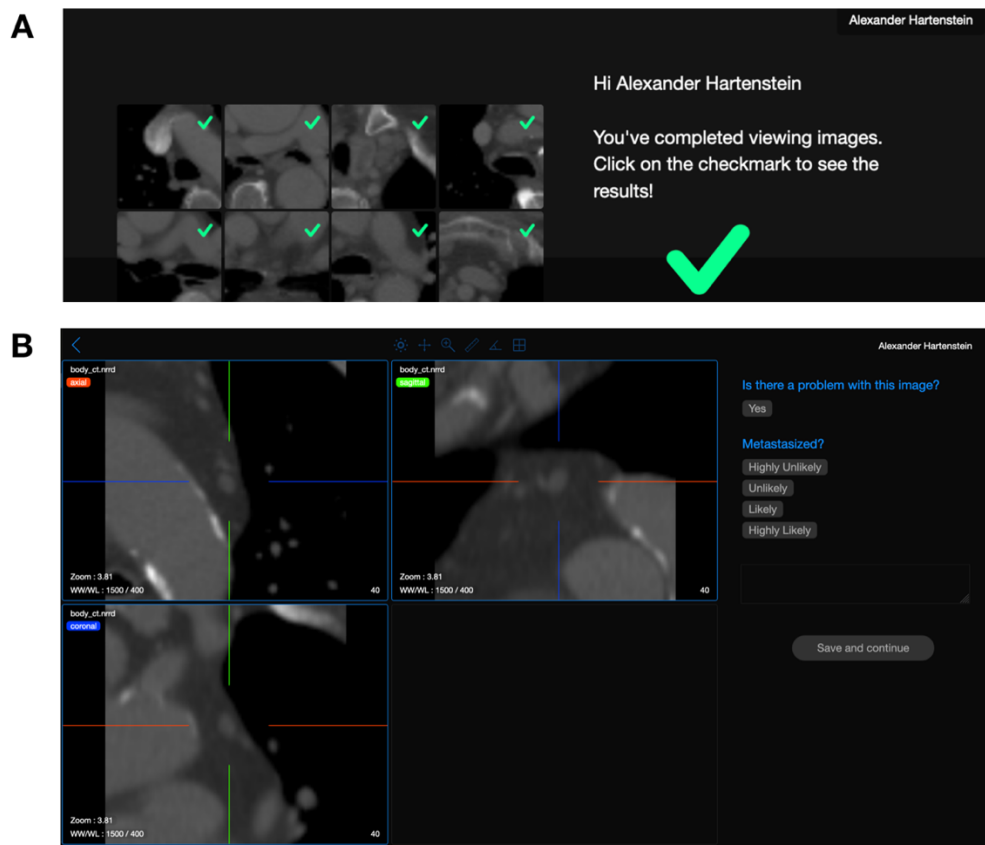 A
Alexander Hartenstein
Hi Alexander Hartenstein
You've completed viewing images.
Click on the checkmark to see the
results!
B
Alexander Hartenstein
body_ct.nrrd
axial
Zoom : 3.81
WW/WL : 1500 / 400
40
body_ct.nrrd
sagittal
Zoom : 3.81
WW/WL : 1500 / 400
40
Is there a problem with this image?
Yes
Metastasized?
Highly Unlikely
Unlikely
Likely
Highly Likely
Save and continue
body_ct.nrrd
coronal
Zoom : 3.81
WW/WL : 1500 / 400
40